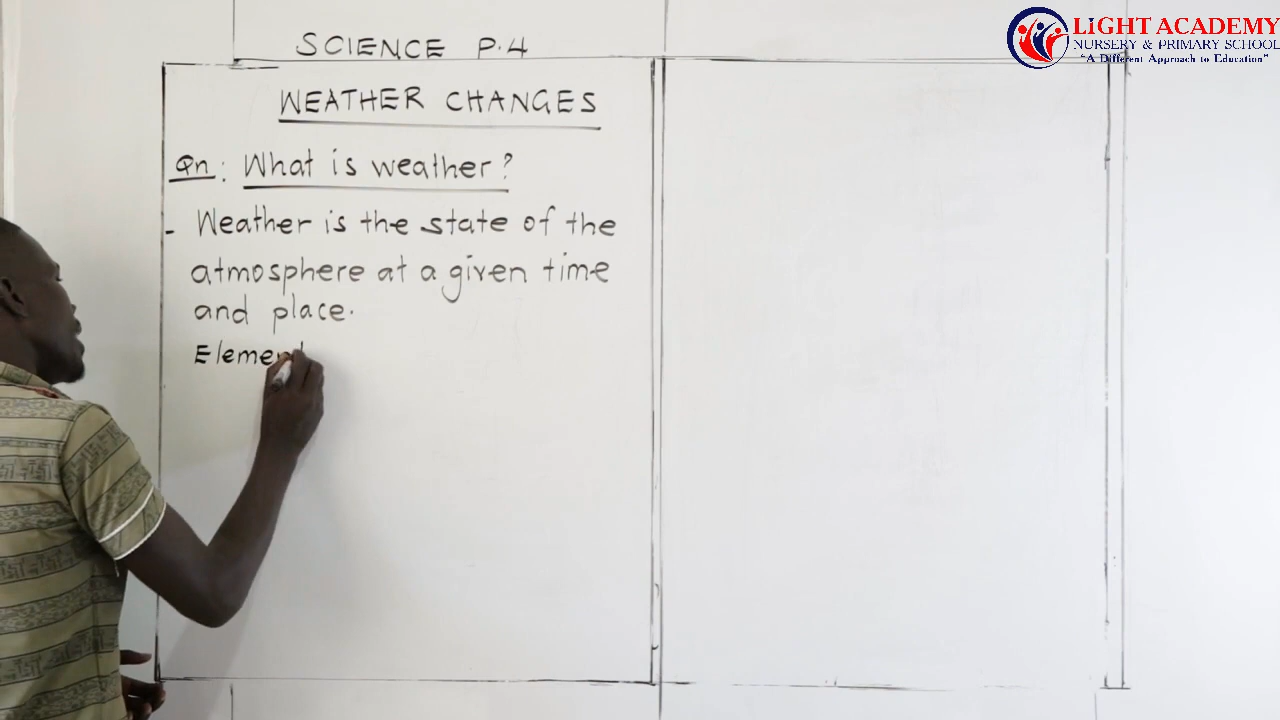 SCIENCE P.4
LIGHT ACADEMY
NURSERY & PRIMARY SCHOOL
"A Different Approach to Education"
WEATHER CHANGES
Qn: What is weather?
- Weather is the state of the
atmosphere at a given time
and place.